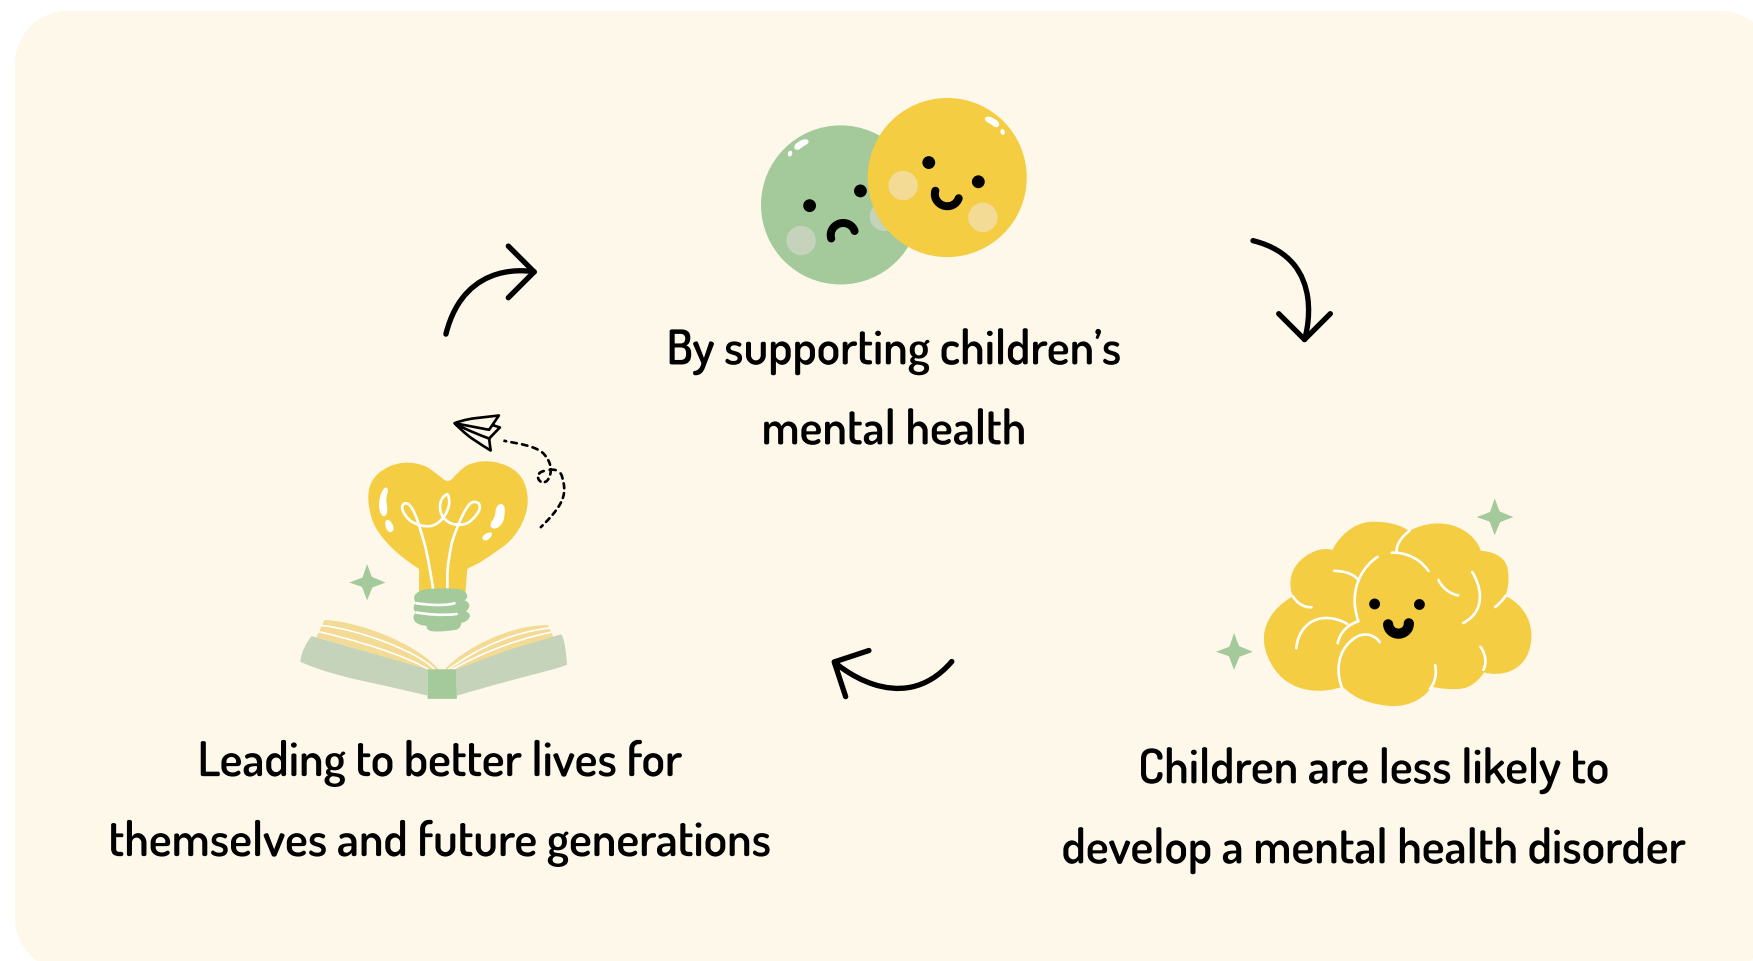 By supporting children’s
mental health
Children are less likely to
develop a mental health disorder
Leading to better lives for
themselves and future generations